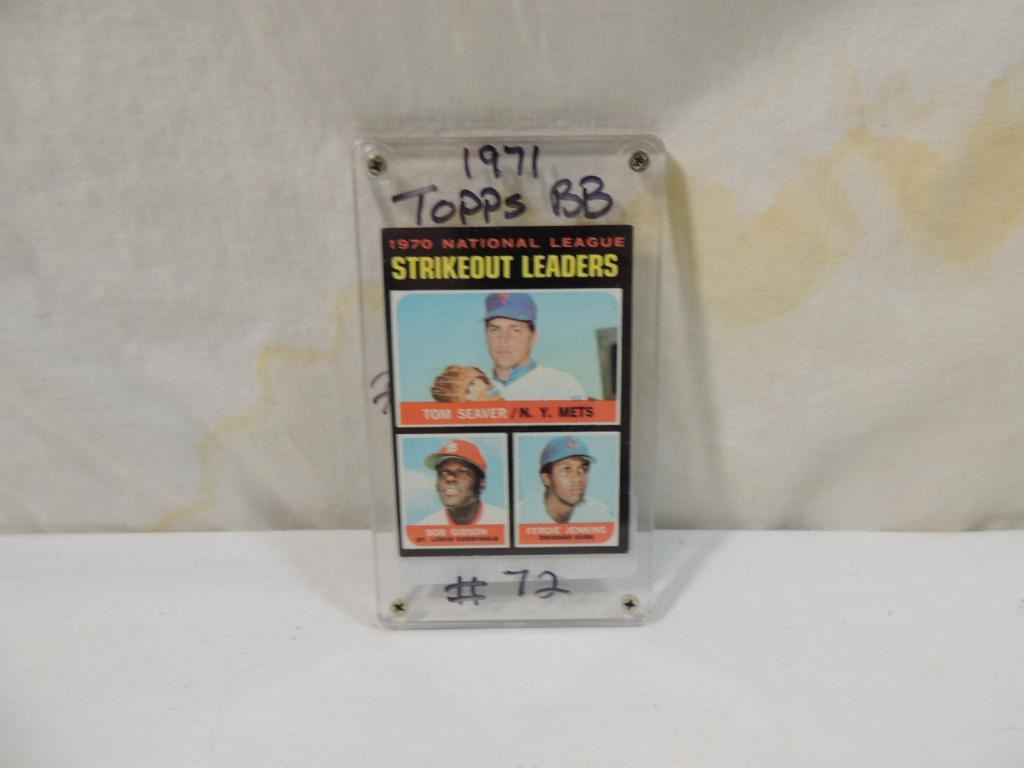 1971
Topps BB
1970 NATIONAL LEAGUE
STRIKEOUT LEADERS
TOM SEAVER / N. Y. METS
BOB GIBSON
ST. LOUIS CARDINALS
FERGIE JENKINS
CHICAGO CUBS
# 72